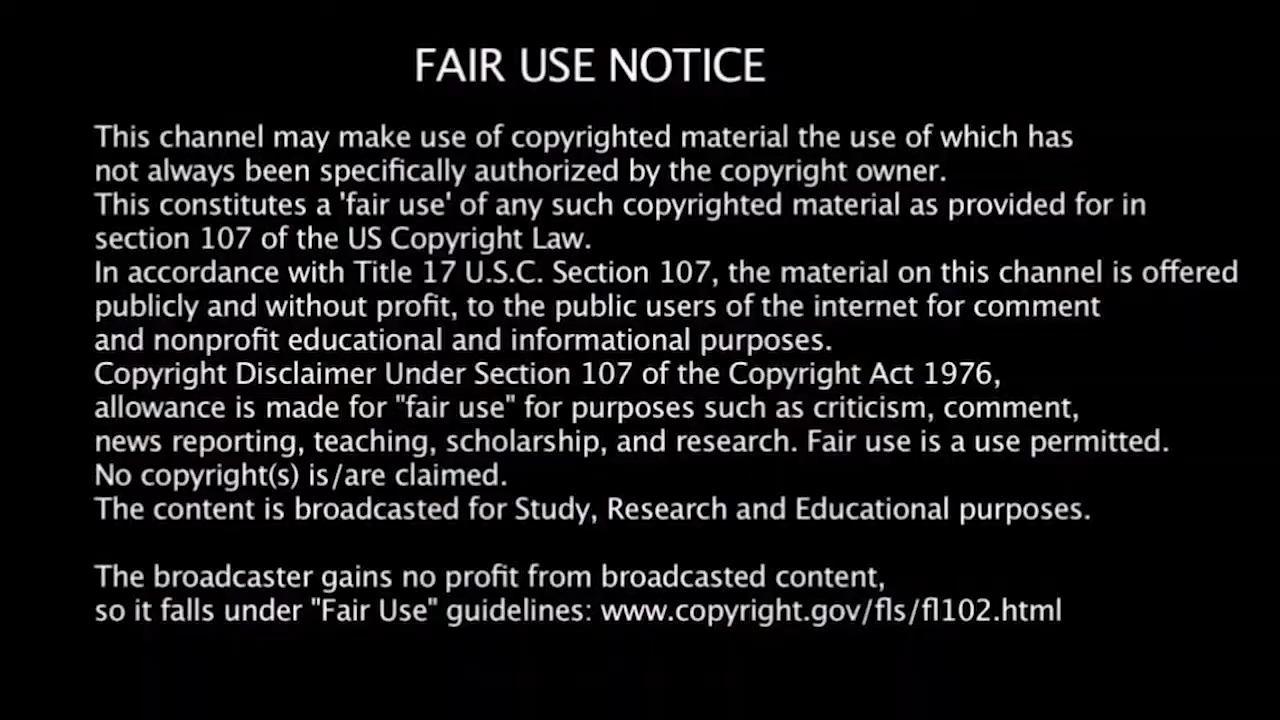 FAIR USE NOTICE
This channel may make use of copyrighted material the use of which has
not always been specifically authorized by the copyright owner.
This constitutes a 'fair use' of any such copyrighted material as provided for in
section 107 of the US Copyright Law.
In accordance with Title 17 U.S.C. Section 107, the material on this channel is offered
publicly and without profit, to the public users of the internet for comment
and nonprofit educational and informational purposes.
Copyright Disclaimer Under Section 107 of the Copyright Act 1976,
allowance is made for "fair use" for purposes such as criticism, comment,
news reporting, teaching, scholarship, and research. Fair use is a use permitted.
No copyright(s) is/are claimed.
The content is broadcasted for Study, Research and Educational purposes.
The broadcaster gains no profit from broadcasted content,
so it falls under "Fair Use" guidelines: www.copyright.gov/fls/fl102.html